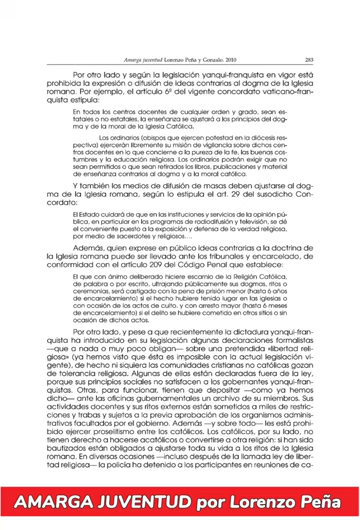 Amarga juventud Lorenzo Peña y Gonzalo. 2010 283
Por otro lado y según la legislación yanqui-franquista en vigor está
prohibida la expresión o difusión de ideas contrarias al dogma de la Iglesia
romana. Por ejemplo, el artículo 6º del vigente concordato vaticano-fran-
quista estipula:
En todos los centros docentes de cualquier orden y grado, sean es-
tatales o no estatales, la enseñanza se ajustará a los principios del dog-
ma y de la moral de la Iglesia Católica.
Los ordinarios (obispos que ejercen potestad en la diócesis res-
pectiva) ejercerán libremente su misión de vigilancia sobre dichos cen-
tros docentes en lo que concierne a la pureza de la fe, las buenas cos-
tumbres y la educación religiosa. Los ordinarios podrán exigir que no
sean permitidos o que sean retirados los libros, publicaciones y material
de enseñanza contrarios al dogma y a la moral católica.
Y también los medios de difusión de masas deben ajustarse al dog-
ma de la iglesia romana, según lo estipula el art. 29 del susodicho Con-
cordato:
El Estado cuidará de que en las instituciones y servicios de la opinión pú-
blica, en particular en los programas de radiodifusión y televisión, se dé
el conveniente puesto a la exposición y defensa de la verdad religiosa,
por medio de sacerdotes y religiosos....
Además, quien exprese en público ideas contrarias a la doctrina de
la Iglesia romana puede ser llevado ante los tribunales y encarcelado, de
conformidad con el artículo 209 del Código Penal que establece:
El que con ánimo deliberado hiciere escarnio de la Religión Católica,
de palabra o por escrito, ultrajando públicamente sus dogmas, ritos o
ceremonias, será castigado con la pena de prisión menor (hasta 6 años
de encarcelamiento) si el hecho hubiere tenido lugar en las iglesias o
con ocasión de los actos de culto, y con arresto mayor (hasta 6 meses
de encarcelamiento) si el delito se hubiere cometido en otros sitios o sin
ocasión de dichos actos.
Por otro lado, y pese a que recientemente la dictadura yanqui-fran-
quista ha introducido en su legislación algunas declaraciones formalistas
—que a nada o muy poco obligan— sobre una pretendida «libertad reli-
giosa» (ya hemos visto que ésta es imposible con la actual legislación vi-
gente), de hecho ni siquiera las comunidades cristianas no católicas gozan
de tolerancia religiosa. Algunas de ellas están declaradas fuera de la ley,
porque sus principios sociales no satisfacen a los gobernantes yanqui-fran-
quistas. Otras, para funcionar, tienen que depositar —como ya hemos
dicho— ante las oficinas gubernamentales un archivo de su miembros. Sus
actividades docentes y sus ritos externos están sometidos a miles de restric-
ciones y trabas y sujetos a la previa aprobación de los organismos adminis-
trativos facultados por el gobierno. Además —y sobre todo— les está prohi-
bido ejercer proselitismo entre los católicos. Los católicos, por su lado, no
tienen derecho a hacerse acatólicos o convertirse a otra religión: si han sido
bautizados están obligados a ajustarse toda su vida a los ritos de la Iglesia
romana. En diversas ocasiones —incluso después de la llamada ley de liber-
tad religiosa— la policía ha detenido a los participantes en reuniones de ca-
AMARGA JUVENTUD por Lorenzo Peña